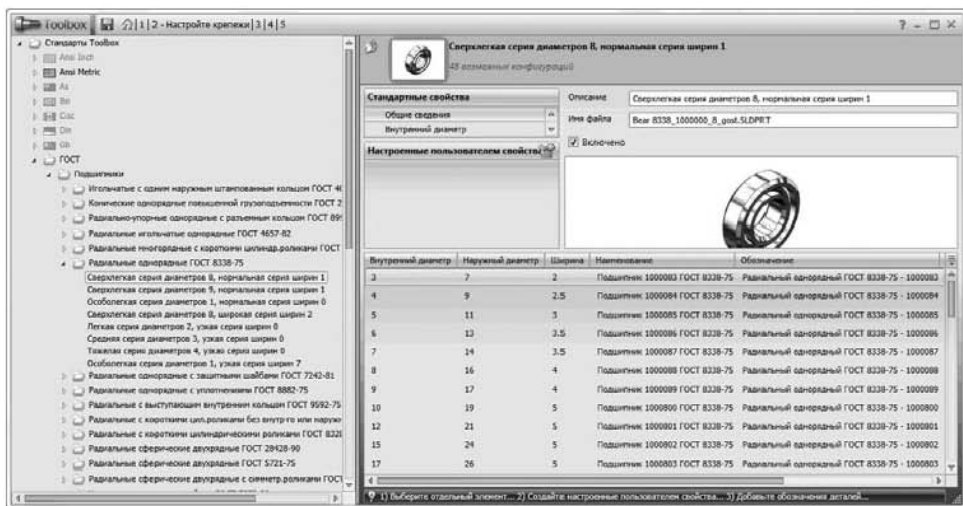 Toolbox 1 | 2 - Настройте крепежи | 3 | 4 | 5
Стандарты Toolbox
Ansi Inch
Ansi Metric
As
Bsi
Cisc
Din
Gb
ГОСТ
Подшипники
Игольчатые с одним наружным штампованным кольцом ГОСТ 40
Конические однорядные повышенной грузоподъемности ГОСТ 2
Радиально-упорные однорядные с разъемным кольцом ГОСТ 899
Радиальные игольчатые однорядные ГОСТ 4657-82
Радиальные многорядные с короткими цилиндр.роликами ГОСТ
Радиальные однорядные ГОСТ 8338-75
Сверхлегкая серия диаметров 8, нормальная серия ширин 1
Сверхлегкая серия диаметров 9, нормальная серия ширин 1
Особолегкая серия диаметров 1, нормальная серия ширин 0
Сверхлегкая серия диаметров 8, широкая серия ширин 2
Легкая серия диаметров 2, узкая серия ширин 0
Средняя серия диаметров 3, узкая серия ширин 0
Тяжелая серия диаметров 4, узкая серия ширин 0
Особолегкая серия диаметров 1, узкая серия ширин 7
Радиальные однорядные с защитными шайбами ГОСТ 7242-81
Радиальные однорядные с уплотнениями ГОСТ 8882-75
Радиальные с выступающим внутренним кольцом ГОСТ 9592-75
Радиальные с короткими цил.роликами без внутр-го или наружн
Радиальные с короткими цилиндрическими роликами ГОСТ 8328
Радиальные сферические двухрядные ГОСТ 28428-90
Радиальные сферические двухрядные ГОСТ 5721-75
Радиальные сферические двухрядные с симметр.роликами ГОСТ
Сверхлегкая серия диаметров 8, нормальная серия ширин 1
48 возможных конфигураций
Стандартные свойства
Общие сведения
Внутренний диаметр
Настроенные пользователем свойства
Описание Сверхлегкая серия диаметров 8, нормальная серия ширин 1
Имя файла Bear 8338_1000000_8_gost.SLDPRT
Включено
Внутренний диаметр Наружный диаметр Ширина Наименование Обозначение
3 7 2 Подшипник 1000083 ГОСТ 8338-75 Радиальный однорядный ГОСТ 8338-75 - 1000083
4 9 2.5 Подшипник 1000084 ГОСТ 8338-75 Радиальный однорядный ГОСТ 8338-75 - 1000084
5 11 3 Подшипник 1000085 ГОСТ 8338-75 Радиальный однорядный ГОСТ 8338-75 - 1000085
6 13 3.5 Подшипник 1000086 ГОСТ 8338-75 Радиальный однорядный ГОСТ 8338-75 - 1000086
7 14 3.5 Подшипник 1000087 ГОСТ 8338-75 Радиальный однорядный ГОСТ 8338-75 - 1000087
8 16 4 Подшипник 1000088 ГОСТ 8338-75 Радиальный однорядный ГОСТ 8338-75 - 1000088
9 17 4 Подшипник 1000089 ГОСТ 8338-75 Радиальный однорядный ГОСТ 8338-75 - 1000089
10 19 5 Подшипник 1000800 ГОСТ 8338-75 Радиальный однорядный ГОСТ 8338-75 - 1000800
12 21 5 Подшипник 1000801 ГОСТ 8338-75 Радиальный однорядный ГОСТ 8338-75 - 1000801
15 24 5 Подшипник 1000802 ГОСТ 8338-75 Радиальный однорядный ГОСТ 8338-75 - 1000802
17 26 5 Подшипник 1000803 ГОСТ 8338-75 Радиальный однорядный ГОСТ 8338-75 - 1000803
1) Выберите отдельный элемент... 2) Создайте настроенные пользователем свойства... 3) Добавьте обозначения деталей...